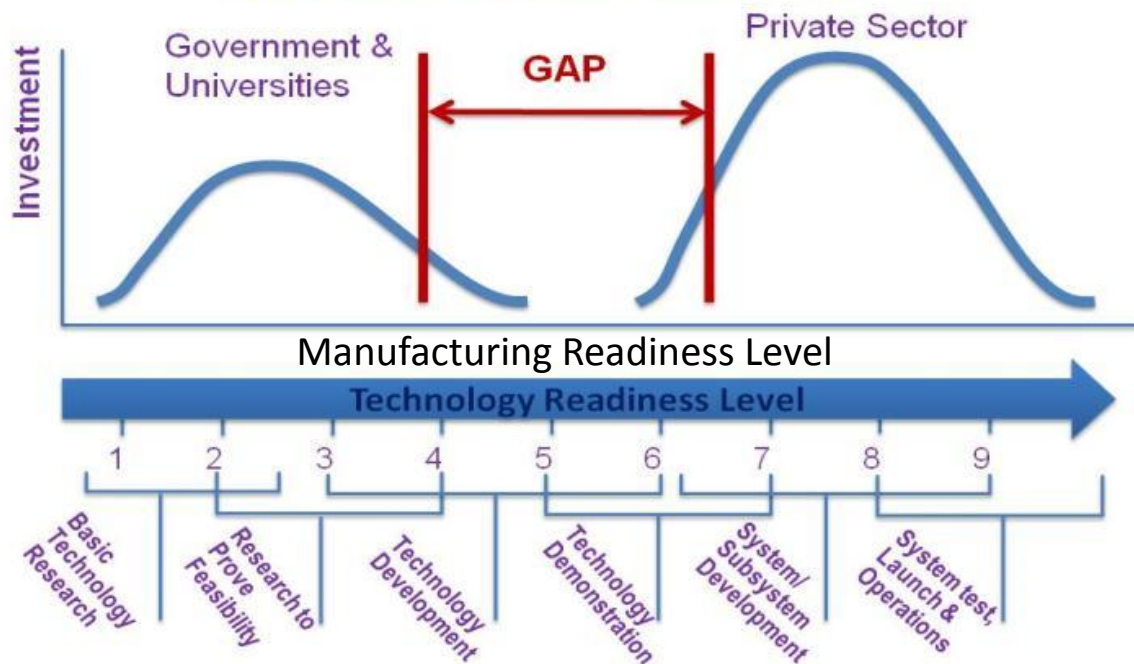 Government &
Universities
GAP
Private Sector
Investment
Manufacturing Readiness Level
Technology Readiness Level
1 2 3 4 5 6 7 8 9
Basic
Technology
Research
Research to
Prove
Feasibility
Technology
Development
Technology
Demonstration
System/
Subsystem
Development
System test,
Launch &
Operations